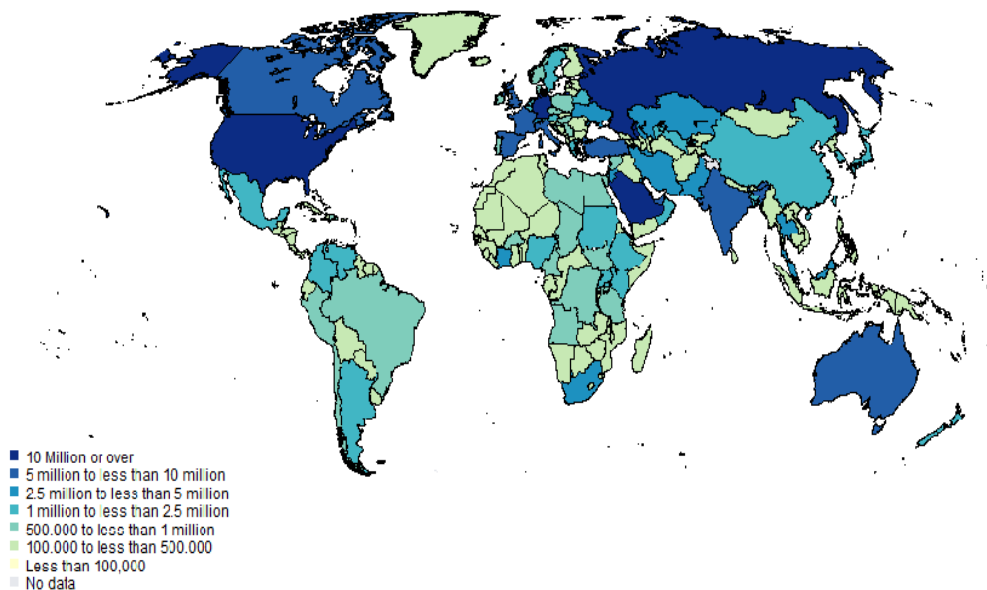 10 Million or over
5 million to less than 10 million
2.5 million to less than 5 million
1 million to less than 2.5 million
500.000 to less than 1 million
100.000 to less than 500.000
Less than 100,000
No data